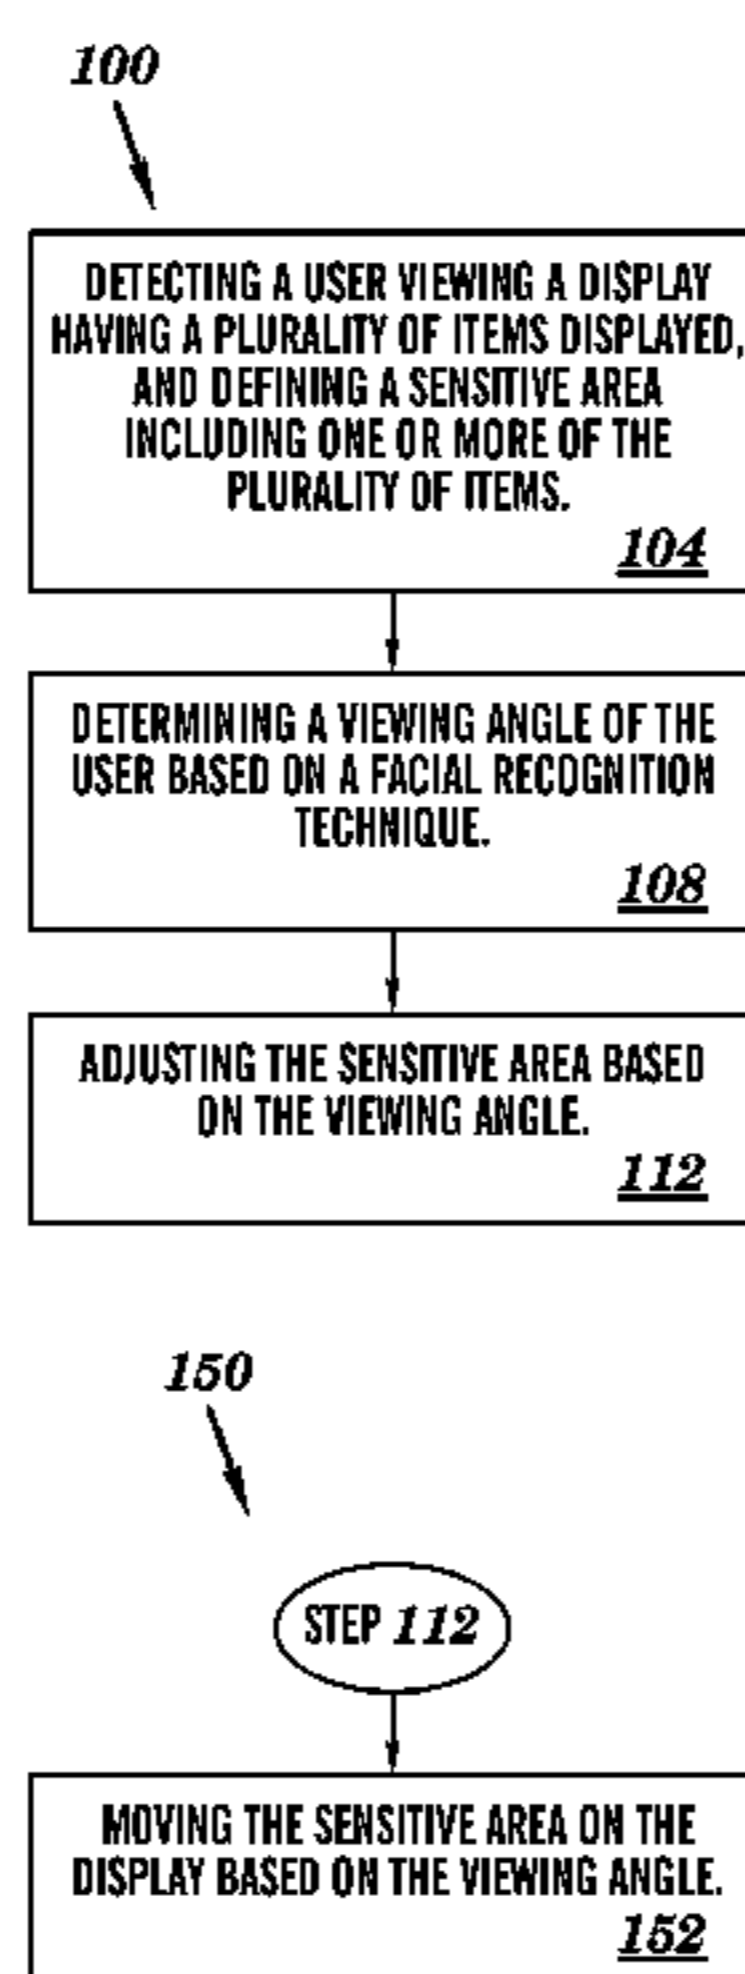 100
DETECTING A USER VIEWING A DISPLAY
HAVING A PLURALITY OF ITEMS DISPLAYED,
AND DEFINING A SENSITIVE AREA
INCLUDING ONE OR MORE OF THE
PLURALITY OF ITEMS.
104
DETERMINING A VIEWING ANGLE OF THE
USER BASED ON A FACIAL RECOGNITION
TECHNIQUE.
108
ADJUSTING THE SENSITIVE AREA BASED
ON THE VIEWING ANGLE.
112
150
STEP 112
MOVING THE SENSITIVE AREA ON THE
DISPLAY BASED ON THE VIEWING ANGLE.
152